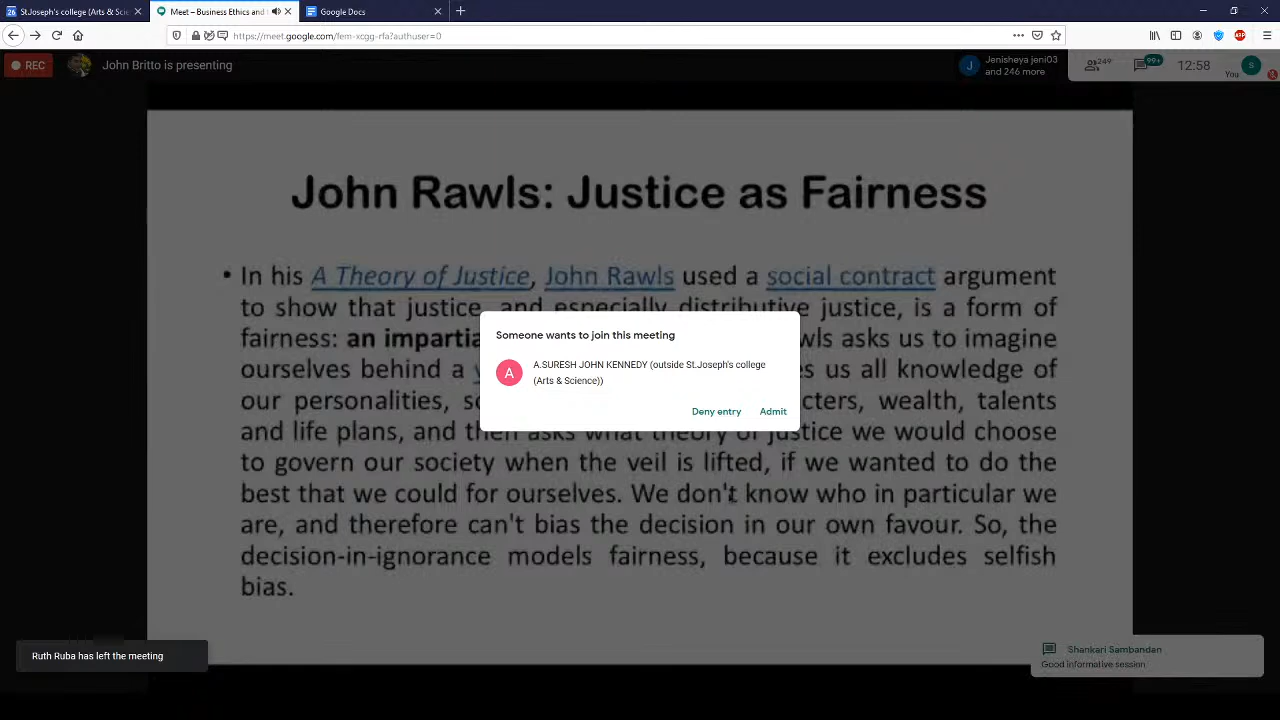 St.Joseph's college (Arts & Scie
Meet – Business Ethics and
Google Docs
https://meet.google.com/fem-xcgg-rfa?authuser=0
REC
John Britto is presenting
J
Jenisheya jeni03
and 246 more
249
99+
12:58
You
S
John Rawls: Justice as Fairness
• In his A Theory of Justice, John Rawls used a social contract argument
to show that justice, and especially distributive justice, is a form of
fairness: an impartia wls asks us to imagine
ourselves behind a es us all knowledge of
our personalities, so cters, wealth, talents
and life plans, and then asks what theory of justice we would choose
to govern our society when the veil is lifted, if we wanted to do the
best that we could for ourselves. We don't know who in particular we
are, and therefore can't bias the decision in our own favour. So, the
decision-in-ignorance models fairness, because it excludes selfish
bias.
Someone wants to join this meeting
A
A.SURESH JOHN KENNEDY (outside St.Joseph's college
(Arts & Science))
Deny entry
Admit
Ruth Ruba has left the meeting
Shankari Sambandan
Good informative session